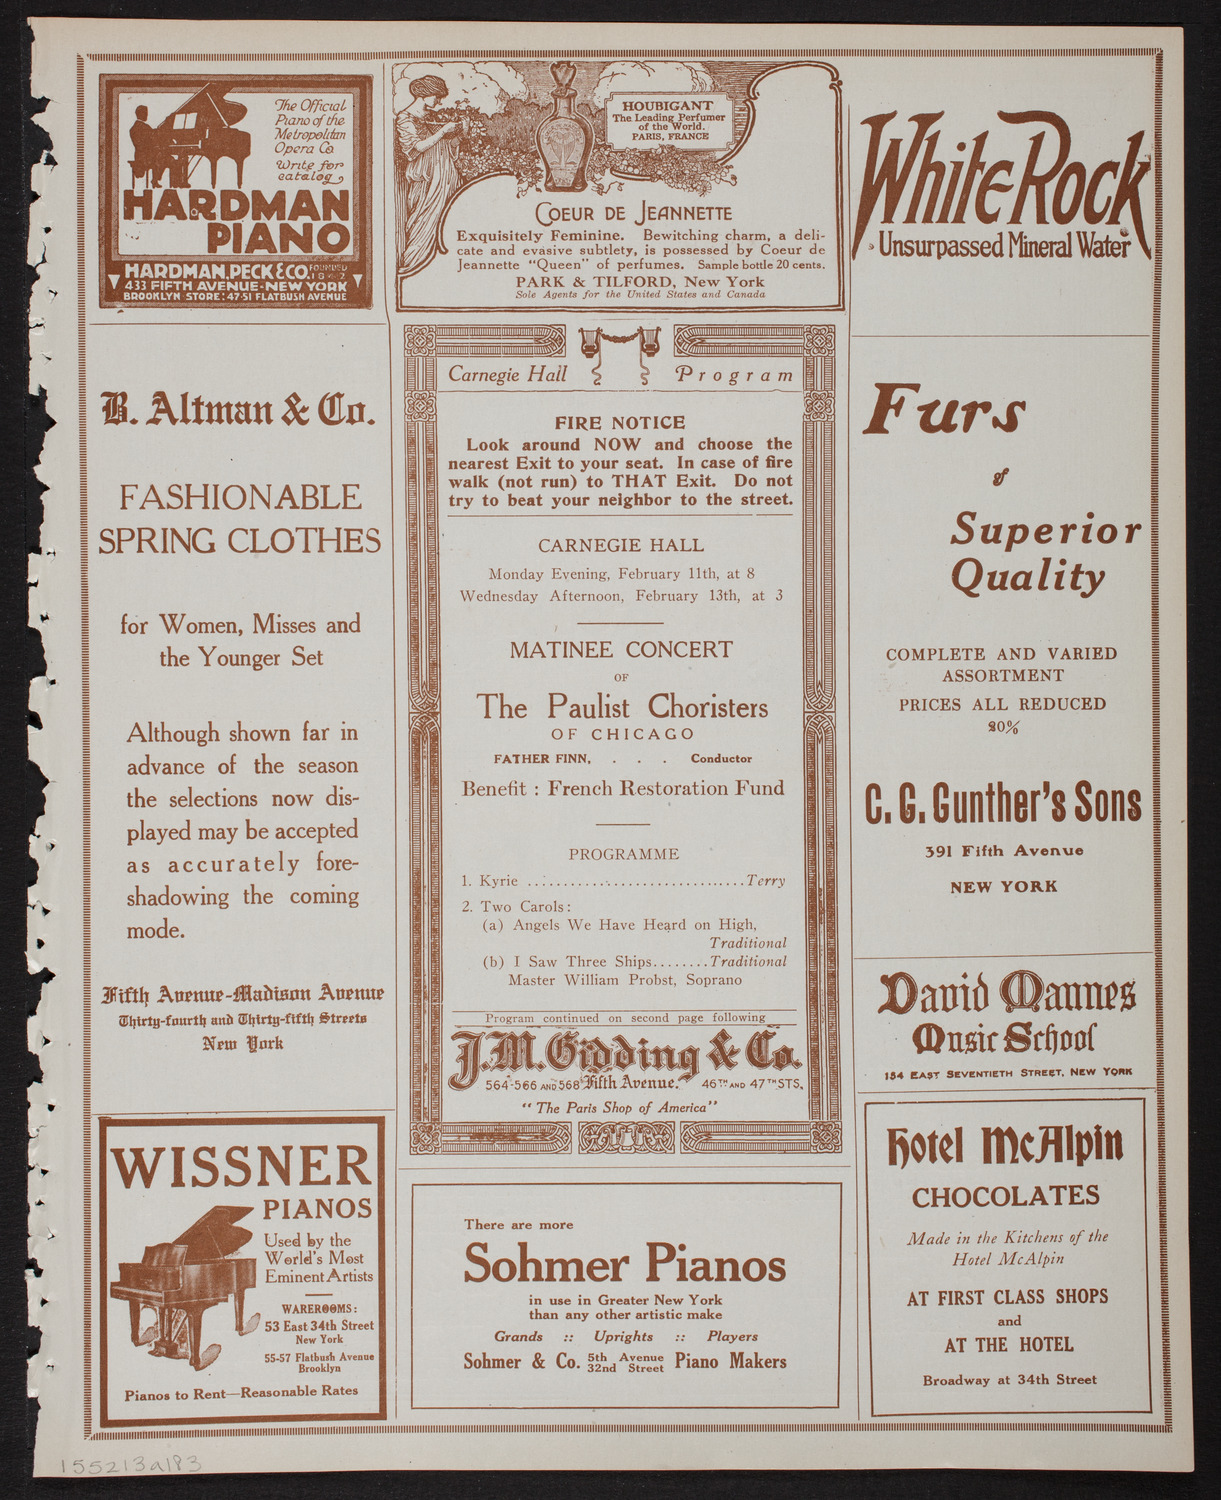 The Official
Piano of the
Metropolitan
Opera Co
Write for
catalog
HARDMAN
PIANO
HARDMAN, PECK & CO. FOUNDED 1842
433 FIFTH AVENUE-NEW YORK
BROOKLYN STORE: 47-51 FLATBUSH AVENUE
HOUBIGANT
The Leading Perfumer
of the World.
PARIS, FRANCE
COEUR DE JEANNETTE
Exquisitely Feminine. Bewitching charm, a deli-
cate and evasive subtlety, is possessed by Coeur de
Jeannette "Queen" of perfumes. Sample bottle 20 cents.
PARK & TILFORD, New York
Sole Agents for the United States and Canada
White Rock
Unsurpassed Mineral Water
B. Altman & Co.
FASHIONABLE
SPRING CLOTHES
for Women, Misses and
the Younger Set
Although shown far in
advance of the season
the selections now dis-
played may be accepted
as accurately fore-
shadowing the coming
mode.
Fifth Avenue-Madison Avenue
Thirty-fourth and Thirty-fifth Streets
New York
Carnegie Hall Program
FIRE NOTICE
Look around NOW and choose the
nearest Exit to your seat. In case of fire
walk (not run) to THAT Exit. Do not
try to beat your neighbor to the street.
CARNEGIE HALL
Monday Evening, February 11th, at 8
Wednesday Afternoon, February 13th, at 3
MATINEE CONCERT
OF
The Paulist Choristers
OF CHICAGO
FATHER FINN, . . . Conductor
Benefit : French Restoration Fund
PROGRAMME
1. Kyrie ..............................Terry
2. Two Carols:
(a) Angels We Have Heard on High,
Traditional
(b) I Saw Three Ships........Traditional
Master William Probst, Soprano
Program continued on second page following
J. M. Gidding & Co.
564-566 AND 568 Fifth Avenue. 46TH AND 47TH STS.
"The Paris Shop of America"
Furs
of
Superior
Quality
COMPLETE AND VARIED
ASSORTMENT
PRICES ALL REDUCED
20%
C. G. Gunther's Sons
391 Fifth Avenue
NEW YORK
David Mannes
Music School
154 EAST SEVENTIETH STREET, NEW YORK
WISSNER
PIANOS
Used by the
World's Most
Eminent Artists
WAREROOMS:
53 East 34th Street
New York
55-57 Flatbush Avenue
Brooklyn
Pianos to Rent—Reasonable Rates
There are more
Sohmer Pianos
in use in Greater New York
than any other artistic make
Grands :: Uprights :: Players
Sohmer & Co. 5th Avenue 32nd Street Piano Makers
Hotel McAlpin
CHOCOLATES
Made in the Kitchens of the
Hotel McAlpin
AT FIRST CLASS SHOPS
and
AT THE HOTEL
Broadway at 34th Street
155213a183